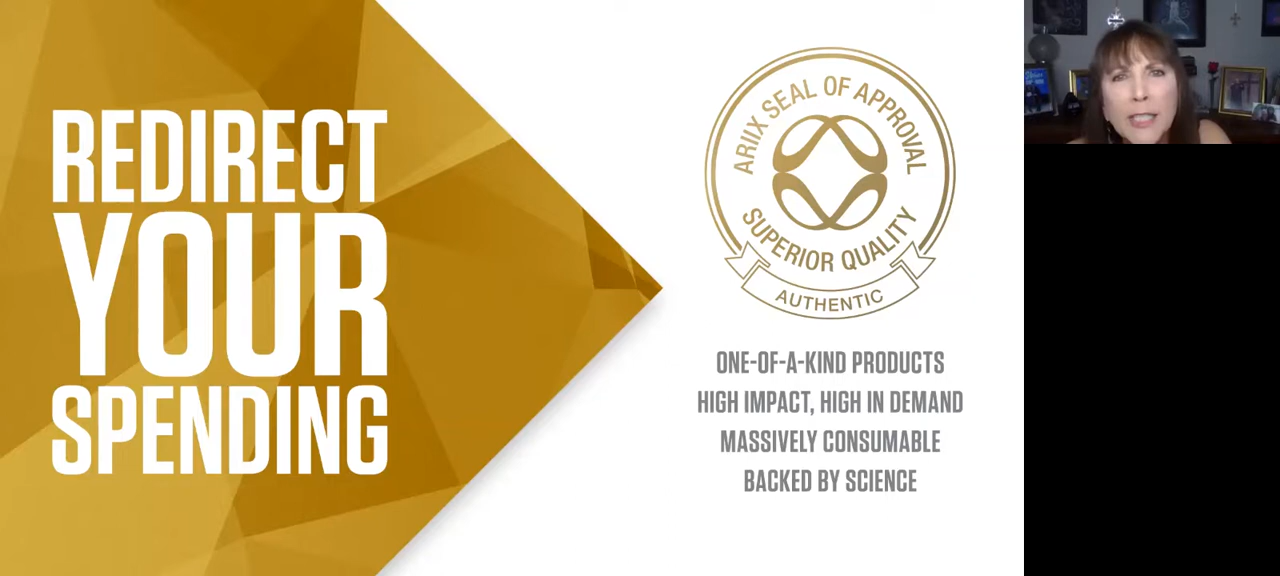 REDIRECT
YOUR
SPENDING
ARIIX SEAL OF APPROVAL
SUPERIOR QUALITY
AUTHENTIC
ONE-OF-A-KIND PRODUCTS
HIGH IMPACT, HIGH IN DEMAND
MASSIVELY CONSUMABLE
BACKED BY SCIENCE